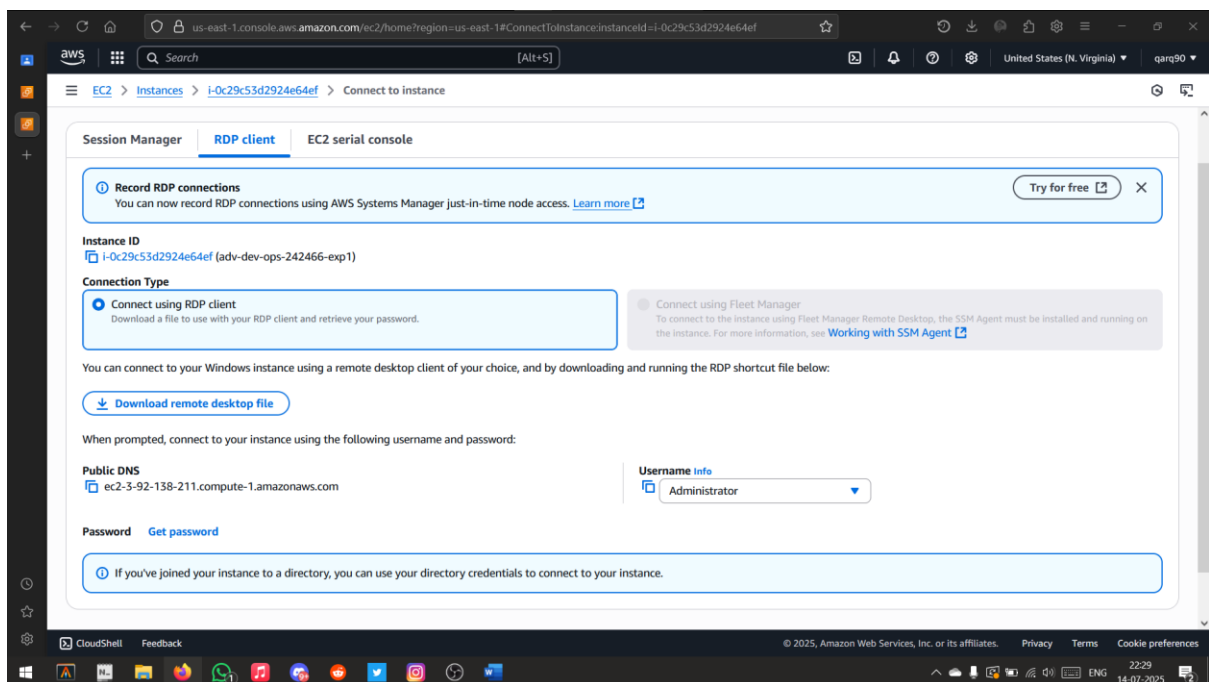 us-east-1.console.aws.amazon.com/ec2/home?region=us-east-1#ConnectToInstance:instanceId=i-0c29c53d2924e64ef
aws Search [Alt+S] United States (N. Virginia) qarq90
EC2 > Instances > i-0c29c53d2924e64ef > Connect to instance
Session Manager RDP client EC2 serial console
Record RDP connections
You can now record RDP connections using AWS Systems Manager just-in-time node access. Learn more
Try for free
Instance ID
i-0c29c53d2924e64ef (adv-dev-ops-242466-exp1)
Connection Type
Connect using RDP client
Download a file to use with your RDP client and retrieve your password.
Connect using Fleet Manager
To connect to the instance using Fleet Manager Remote Desktop, the SSM Agent must be installed and running on
the instance. For more information, see Working with SSM Agent
You can connect to your Windows instance using a remote desktop client of your choice, and by downloading and running the RDP shortcut file below:
Download remote desktop file
When prompted, connect to your instance using the following username and password:
Public DNS
ec2-3-92-138-211.compute-1.amazonaws.com
Username Info
Administrator
Password Get password
If you've joined your instance to a directory, you can use your directory credentials to connect to your instance.
CloudShell Feedback © 2025, Amazon Web Services, Inc. or its affiliates. Privacy Terms Cookie preferences
ENG 22:29
14-07-2025